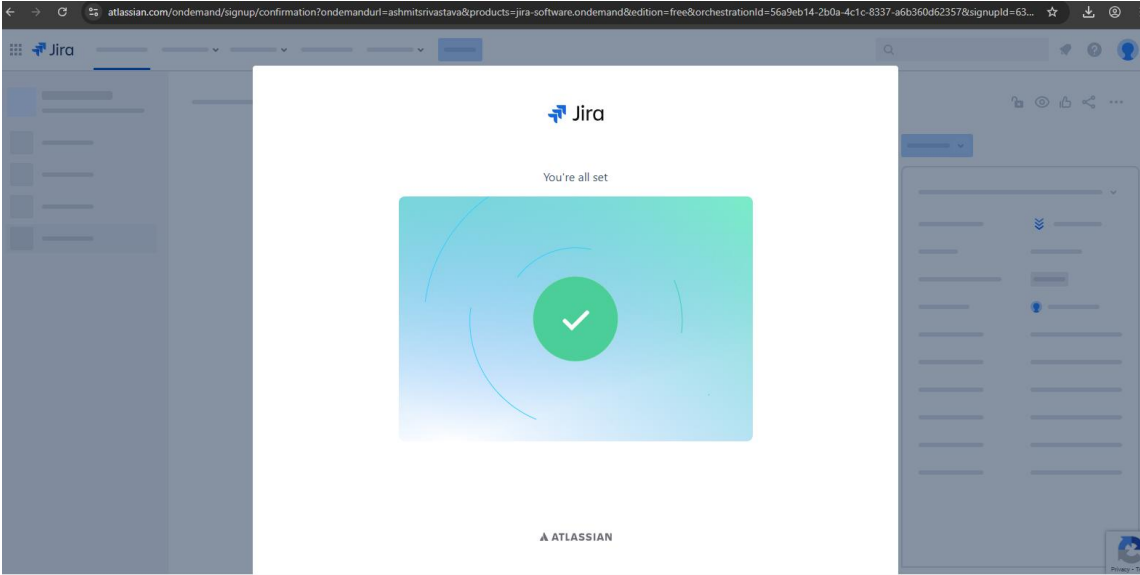 atlassian.com/ondemand/signup/confirmation?ondemandurl=ashmitsrivastava&products=jira-software.ondemand&edition=free&orchestrationId=56a9eb14-2b0a-4c1c-8337-a6b360d62357&signupId=63...
Jira
Jira
You're all set
ATLASSIAN
Privacy